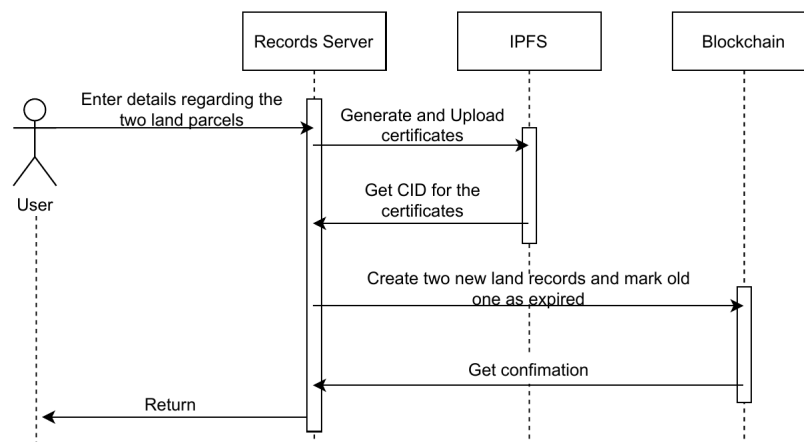 Records Server
IPFS
Blockchain
Enter details regarding the
two land parcels
Generate and Upload
certificates
User
Get CID for the
certificates
Create two new land records and mark old
one as expired
Get confimation
Return